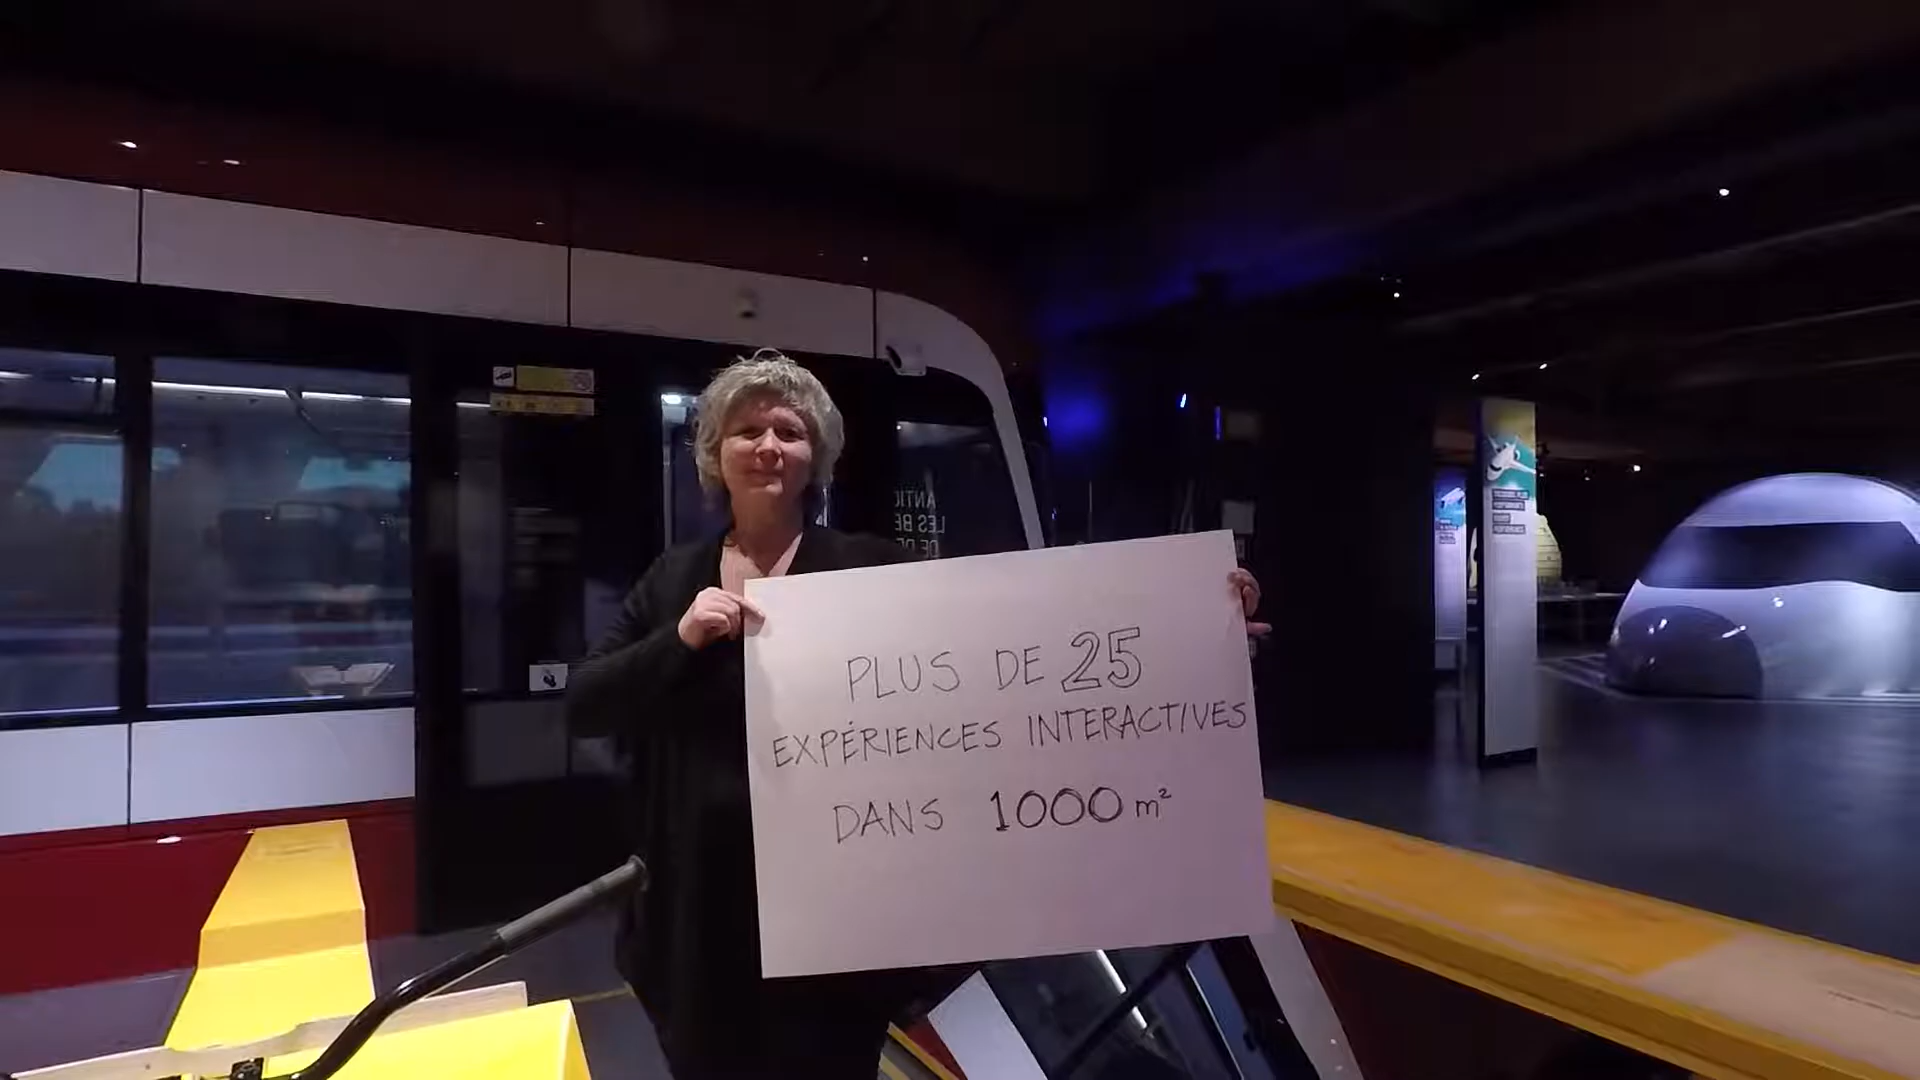 PLUS DE 25
EXPÉRIENCES INTERACTIVES
DANS 1000 m²